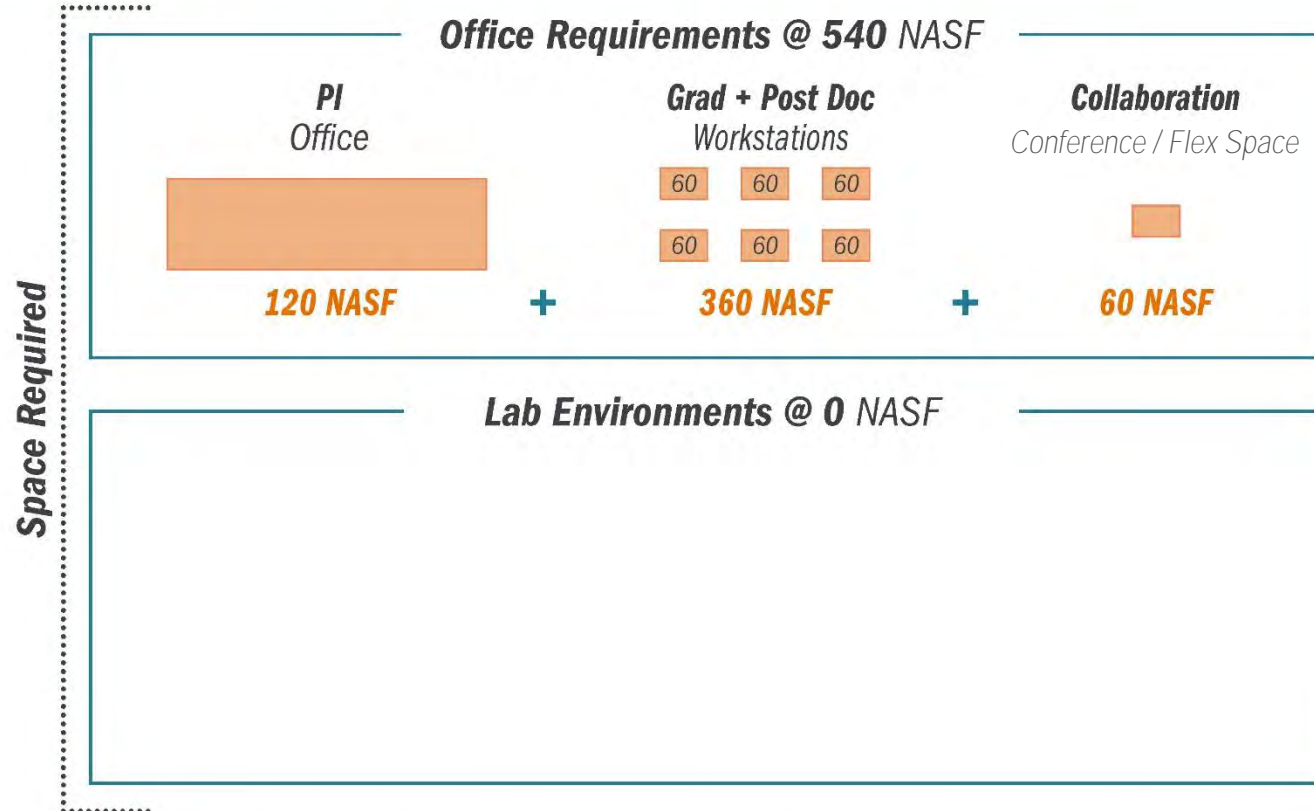 Space Required
Office Requirements @ 540 NASF
PI
Office
Grad + Post Doc
Workstations
Collaboration
Conference / Flex Space
60 60 60
60 60 60
120 NASF + 360 NASF + 60 NASF
Lab Environments @ 0 NASF